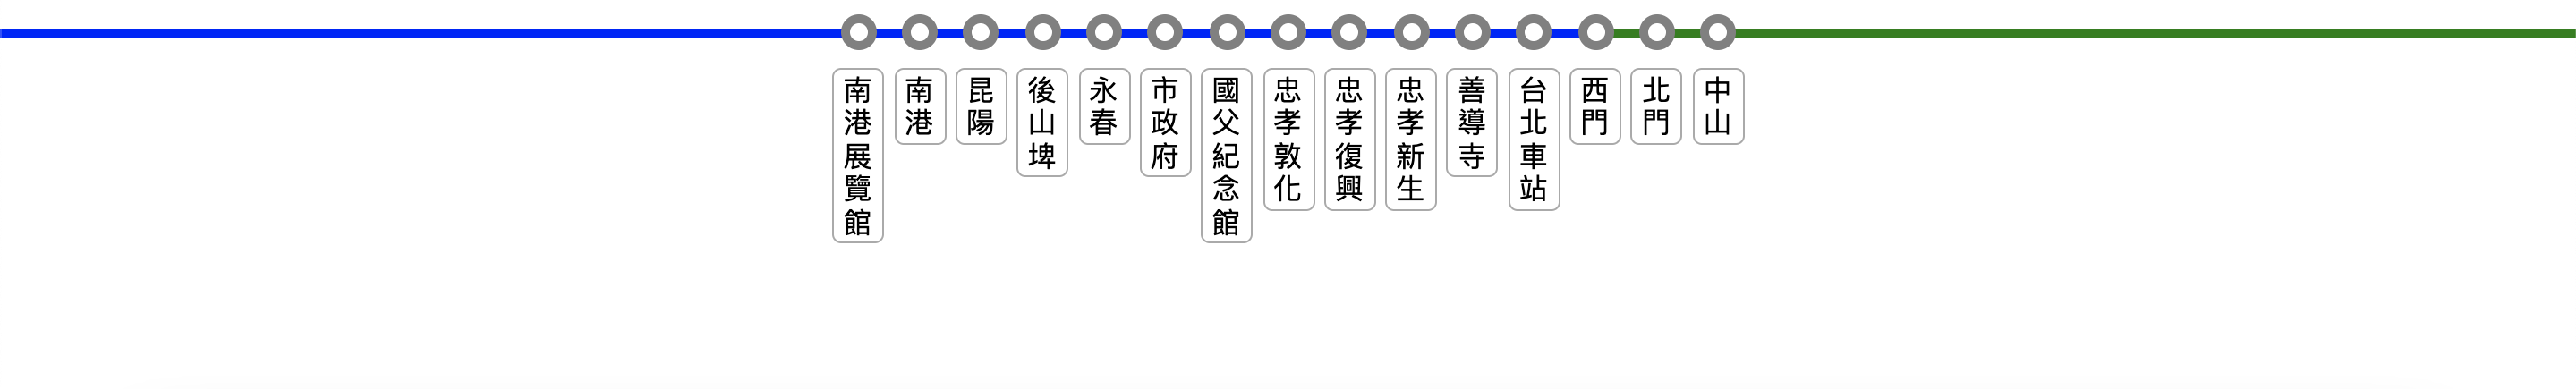 南港展覽館
南港
昆陽
後山埤
永春
市政府
國父紀念館
忠孝敦化
忠孝復興
忠孝新生
善導寺
台北車站
西門
北門
中山